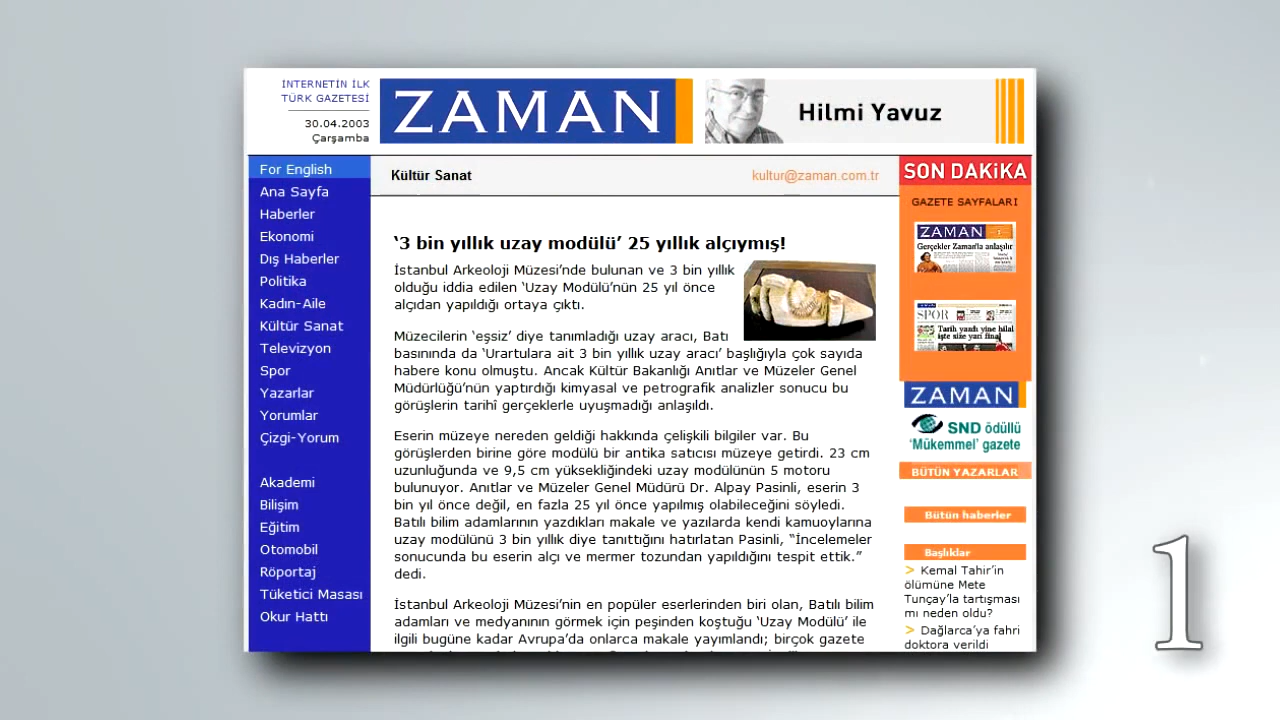 İNTERNETİN İLK
TÜRK GAZETESİ
30.04.2003
Çarşamba
ZAMAN
Hilmi Yavuz
For English
Ana Sayfa
Haberler
Ekonomi
Dış Haberler
Politika
Kadın-Aile
Kültür Sanat
Televizyon
Spor
Yazarlar
Yorumlar
Çizgi-Yorum
Akademi
Bilişim
Eğitim
Otomobil
Röportaj
Tüketici Masası
Okur Hattı
Kültür Sanat
kultur@zaman.com.tr
‘3 bin yıllık uzay modülü’ 25 yıllık alçıymış!
İstanbul Arkeoloji Müzesi’nde bulunan ve 3 bin yıllık
olduğu iddia edilen ‘Uzay Modülü’nün 25 yıl önce
alçıdan yapıldığı ortaya çıktı.
Müzecilerin ‘eşsiz’ diye tanımladığı uzay aracı, Batı
basınında da ‘Urartulara ait 3 bin yıllık uzay aracı’ başlığıyla çok sayıda
habere konu olmuştu. Ancak Kültür Bakanlığı Anıtlar ve Müzeler Genel
Müdürlüğü’nün yaptırdığı kimyasal ve petrografik analizler sonucu bu
görüşlerin tarihî gerçeklerle uyuşmadığı anlaşıldı.
Eserin müzeye nereden geldiği hakkında çelişkili bilgiler var. Bu
görüşlerden birine göre modülü bir antika satıcısı müzeye getirdi. 23 cm
uzunluğunda ve 9,5 cm yüksekliğindeki uzay modülünün 5 motoru
bulunuyor. Anıtlar ve Müzeler Genel Müdürü Dr. Alpay Pasinli, eserin 3
bin yıl önce değil, en fazla 25 yıl önce yapılmış olabileceğini söyledi.
Batılı bilim adamlarının yazdıkları makale ve yazılarda kendi kamuoylarına
uzay modülünü 3 bin yıllık diye tanıttığını hatırlatan Pasinli, “İncelemeler
sonucunda bu eserin alçı ve mermer tozundan yapıldığını tespit ettik.”
dedi.
İstanbul Arkeoloji Müzesi’nin en popüler eserlerinden biri olan, Batılı bilim
adamları ve medyanının görmek için peşinden koştuğu ‘Uzay Modülü’ ile
ilgili bugüne kadar Avrupa’da onlarca makale yayımlandı; birçok gazete
SON DAKİKA
GAZETE SAYFALARI
ZAMAN
Gerçekler Zaman'la anlaşılır
SPOR
Tarih yazdı yine hilal
işte size yarı final
ZAMAN
SND ödüllü
‘Mükemmel’ gazete
BÜTÜN YAZARLAR
Bütün haberler
Başlıklar
> Kemal Tahir’in
ölümüne Mete
Tunçay’la tartışması
mı neden oldu?
> Dağlarca’ya fahri
doktora verildi
1